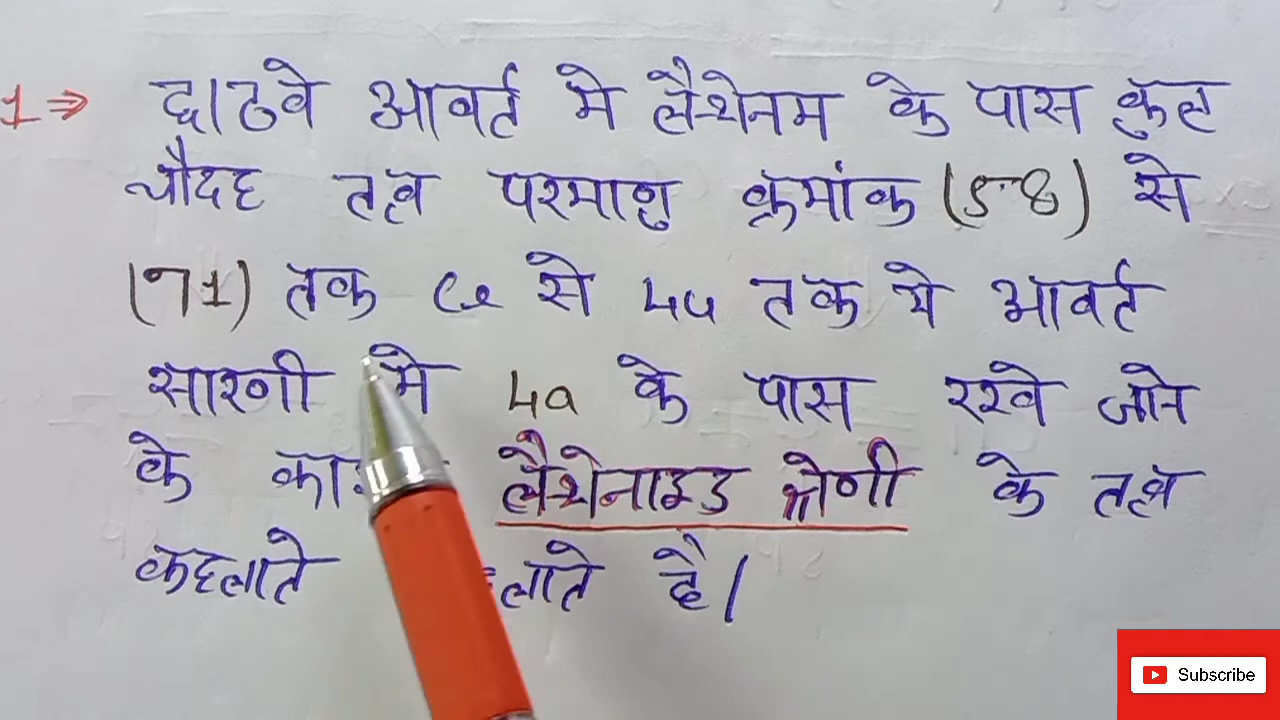 1⇒ छाठवे आवर्त मे लैथेनम के पास कुल
चौदह तत्व परमाणु क्रमांक (58) से
(71) तक Ce से Lu तक ये आवर्त
सारणी मे La के पास रखे जाने
के लैथेनाइड श्रेणी के तत्व
कहलाते है।
Subscribe